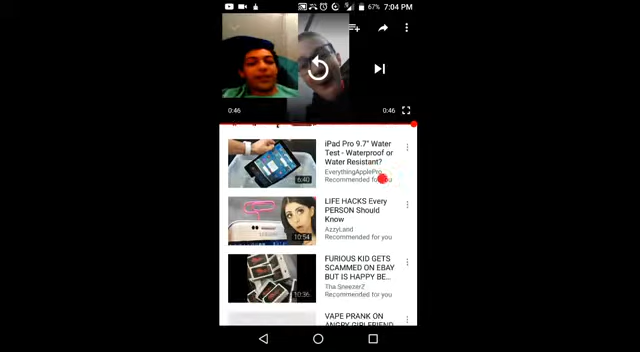 67% 7:04 PM
0:46
0:46
iPad Pro 9.7" Water
Test - Waterproof or
Water Resistant?
EverythingApplePro
Recommended for you
6:40
LIFE HACKS Every
PERSON Should
Know
AzzyLand
Recommended for you
10:54
FURIOUS KID GETS
SCAMMED ON EBAY
BUT IS HAPPY BE...
Tha SneezerZ
Recommended for you
10:36
VAPE PRANK ON
ANGRY GIRLFRIEND